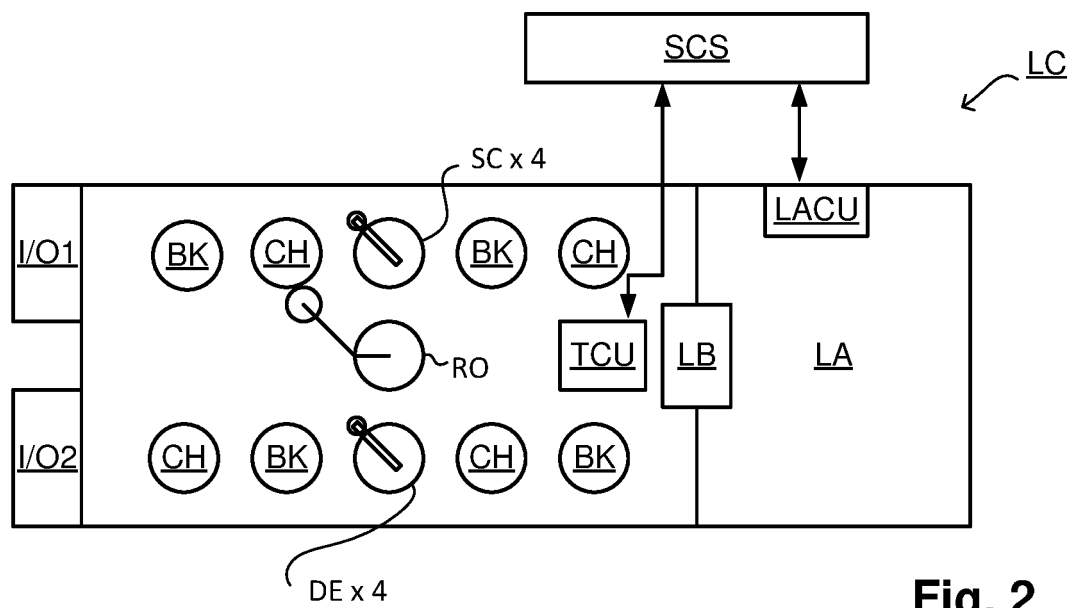 SCS
LC
SC x 4
LACU
I/O1
BK
CH
BK
CH
RO
TCU
LB
LA
I/O2
CH
BK
CH
BK
DE x 4
Fig. 2